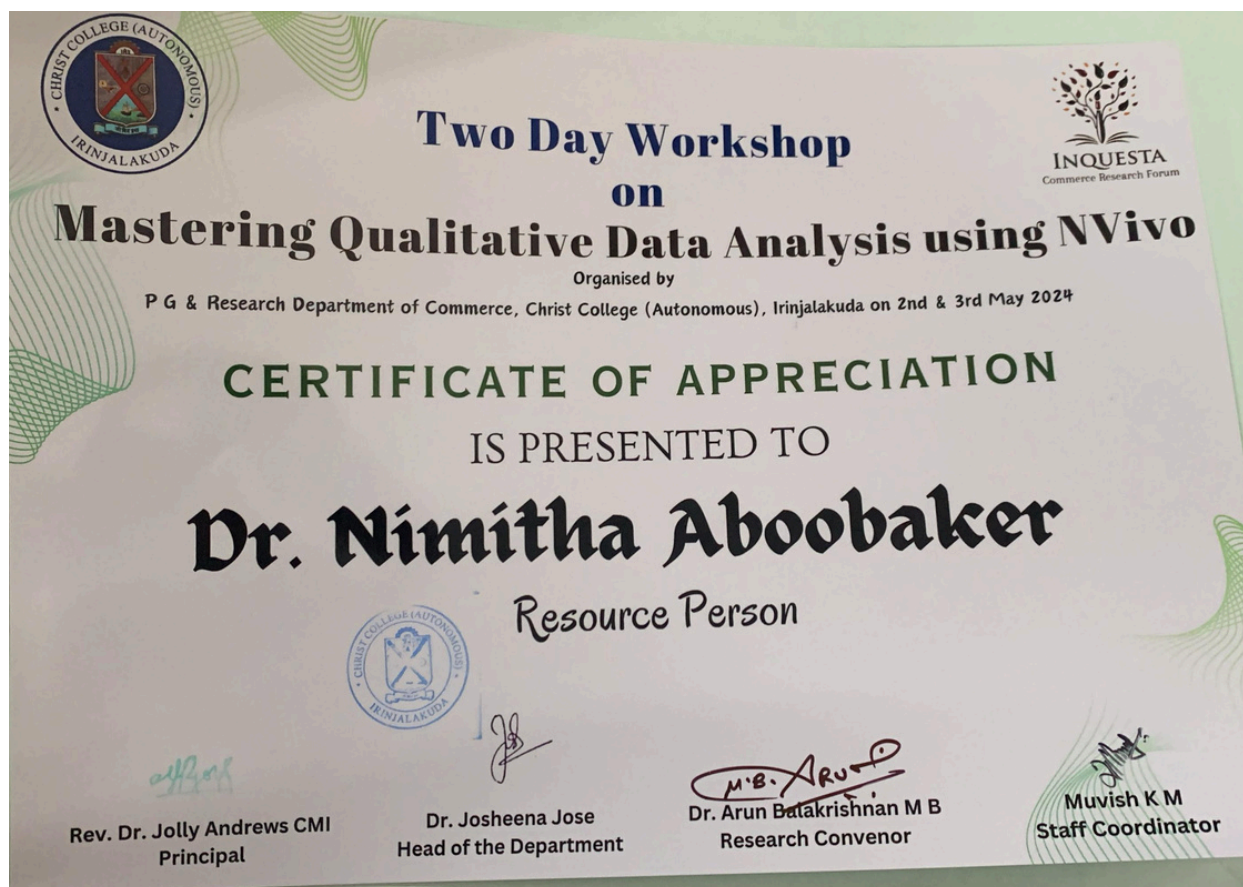 CHRIST COLLEGE (AUTONOMOUS)
IRINJALAKUDA
INQUESTA
Commerce Research Forum
Two Day Workshop
on
Mastering Qualitative Data Analysis using NVivo
Organised by
P G & Research Department of Commerce, Christ College (Autonomous), Irinjalakuda on 2nd & 3rd May 2024
CERTIFICATE OF APPRECIATION
IS PRESENTED TO
Dr. Nimitha Aboobaker
Resource Person
CHRIST COLLEGE (AUTONOMOUS)
IRINJALAKUDA
M.B. ARUN
Rev. Dr. Jolly Andrews CMI
Principal
Dr. Josheena Jose
Head of the Department
Dr. Arun Balakrishnan M B
Research Convenor
Muvish K M
Staff Coordinator